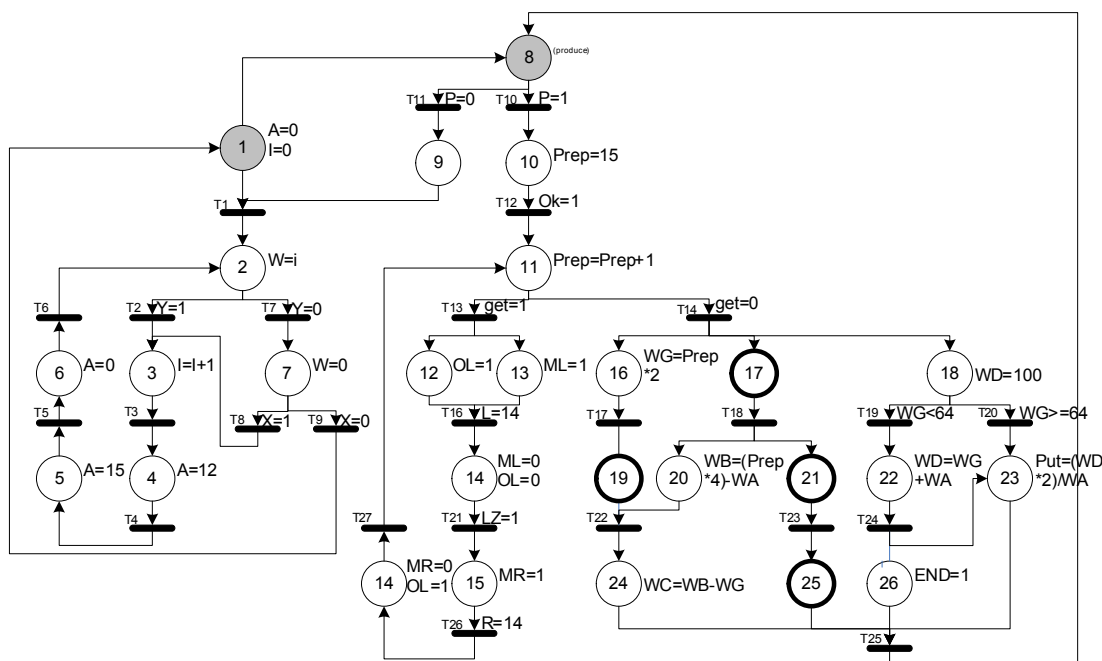 8
(produce)
T11
P=0
T10
P=1
1
A=0
I=0
9
10
Prep=15
T1
T12
Ok=1
2
W=i
11
Prep=Prep+1
T6
T2
Y=1
T7
Y=0
T13
get=1
T14
get=0
6
A=0
3
I=I+1
7
W=0
12
OL=1
13
ML=1
16
WG=Prep
*2
17
18
WD=100
T5
T3
T8
X=1
T9
X=0
T16
L=14
T17
T18
T19
WG<64
T20
WG>=64
5
A=15
4
A=12
14
ML=0
OL=0
19
20
WB=(Prep
*4)-WA
21
22
WD=WG
+WA
23
Put=(WD
*2)/WA
T4
T27
T21
LZ=1
T22
T23
T24
14
MR=0
OL=1
15
MR=1
24
WC=WB-WG
25
26
END=1
T26
R=14
T25